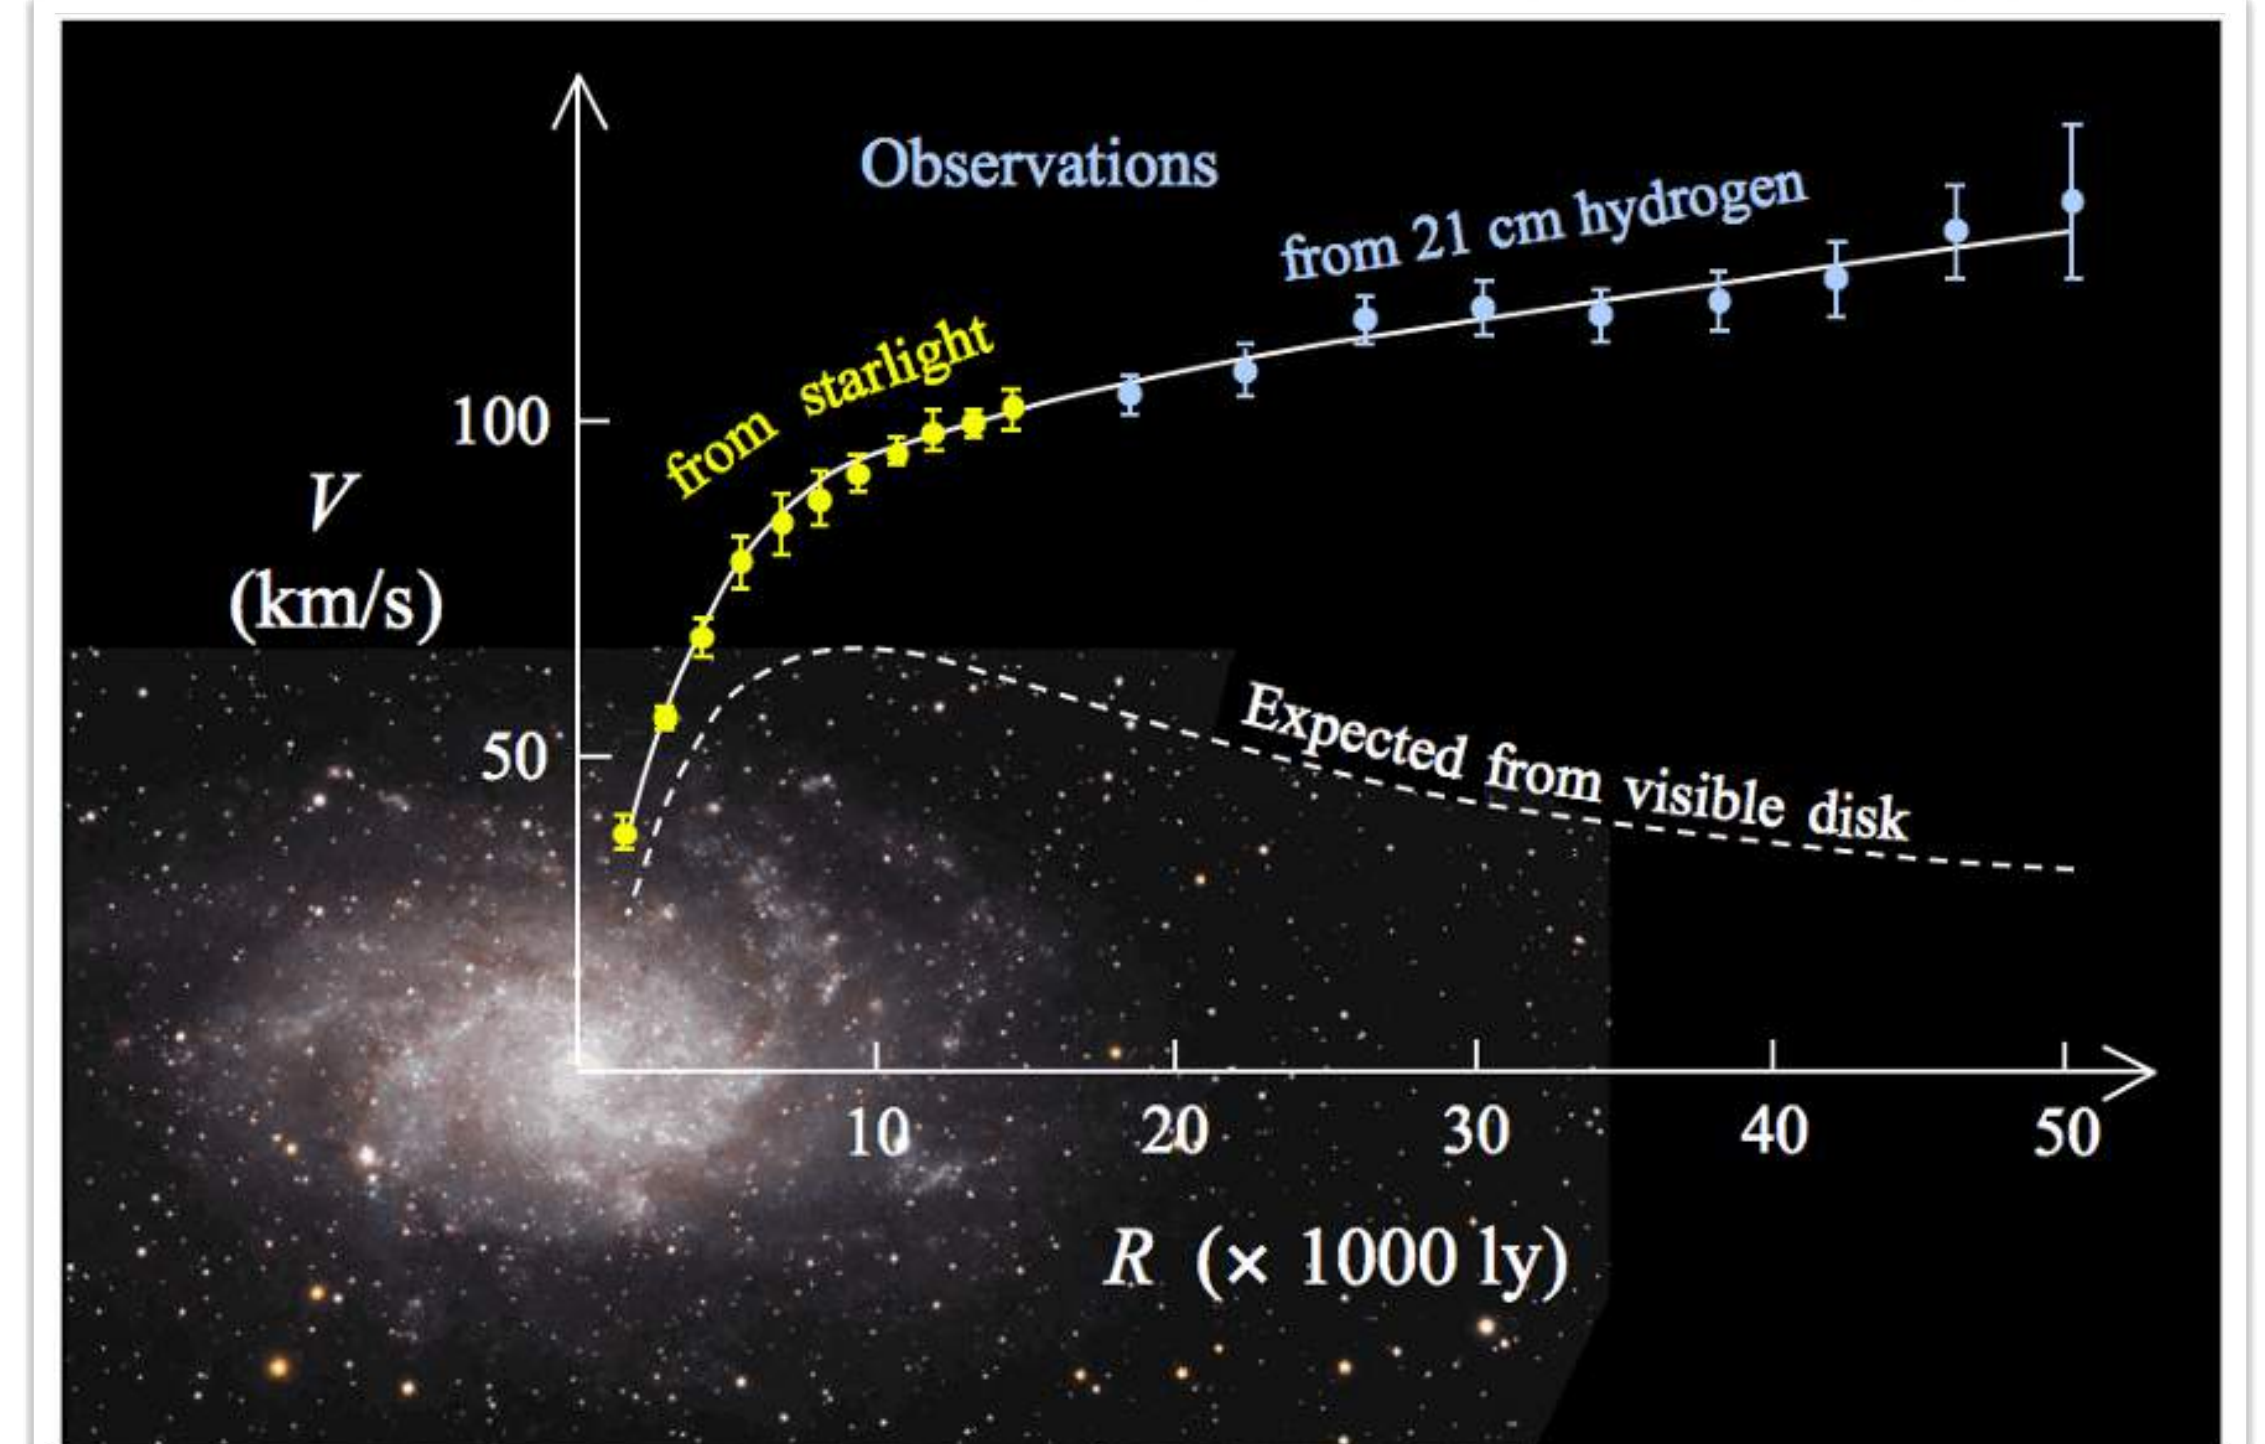 Observations
from 21 cm hydrogen
from starlight
100
V
(km/s)
50
Expected from visible disk
10 20 30 40 50
R (× 1000 ly)